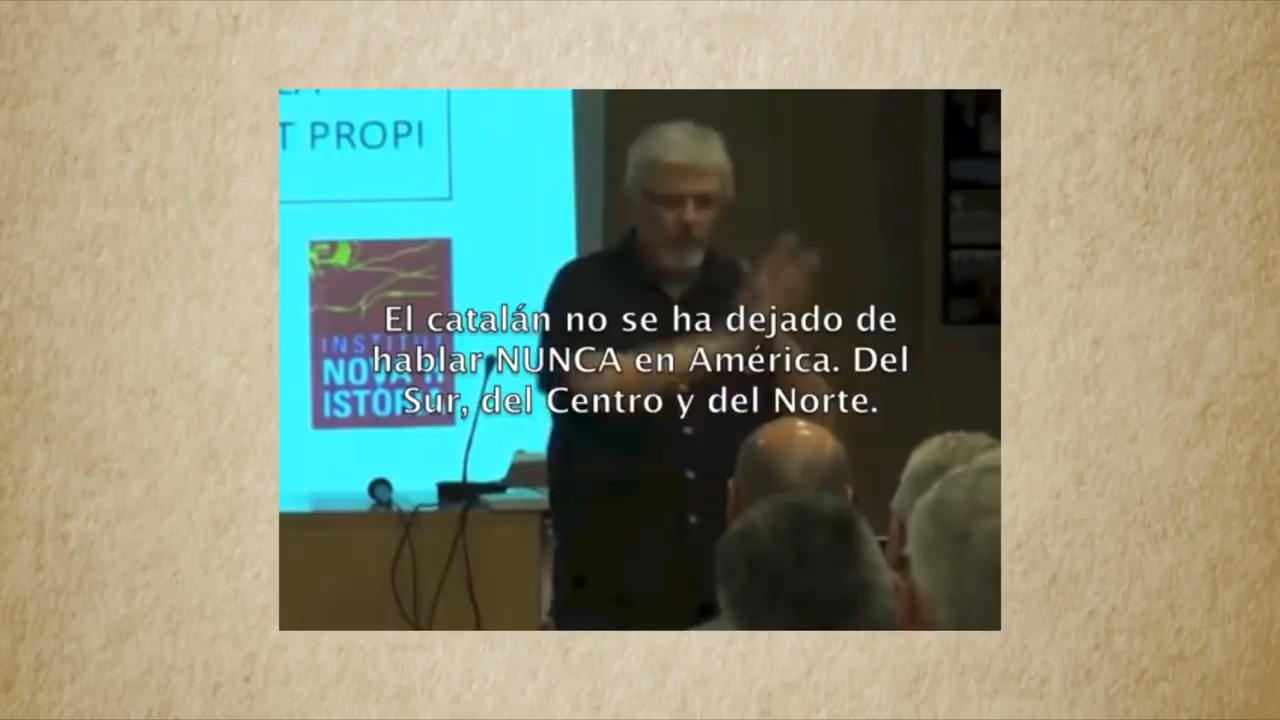 T PROPI
El catalán no se ha dejado de
hablar NUNCA en América. Del
Sur, del Centro y del Norte.
INSTITUT
NOVA
ISTO